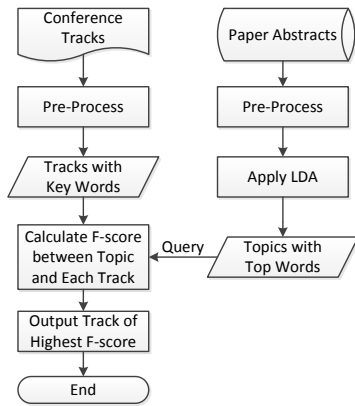 Conference
Tracks
Paper Abstracts
Pre-Process
Pre-Process
Tracks with
Key Words
Apply LDA
Calculate F-score
between Topic
and Each Track
Query
Topics with
Top Words
Output Track of
Highest F-score
End